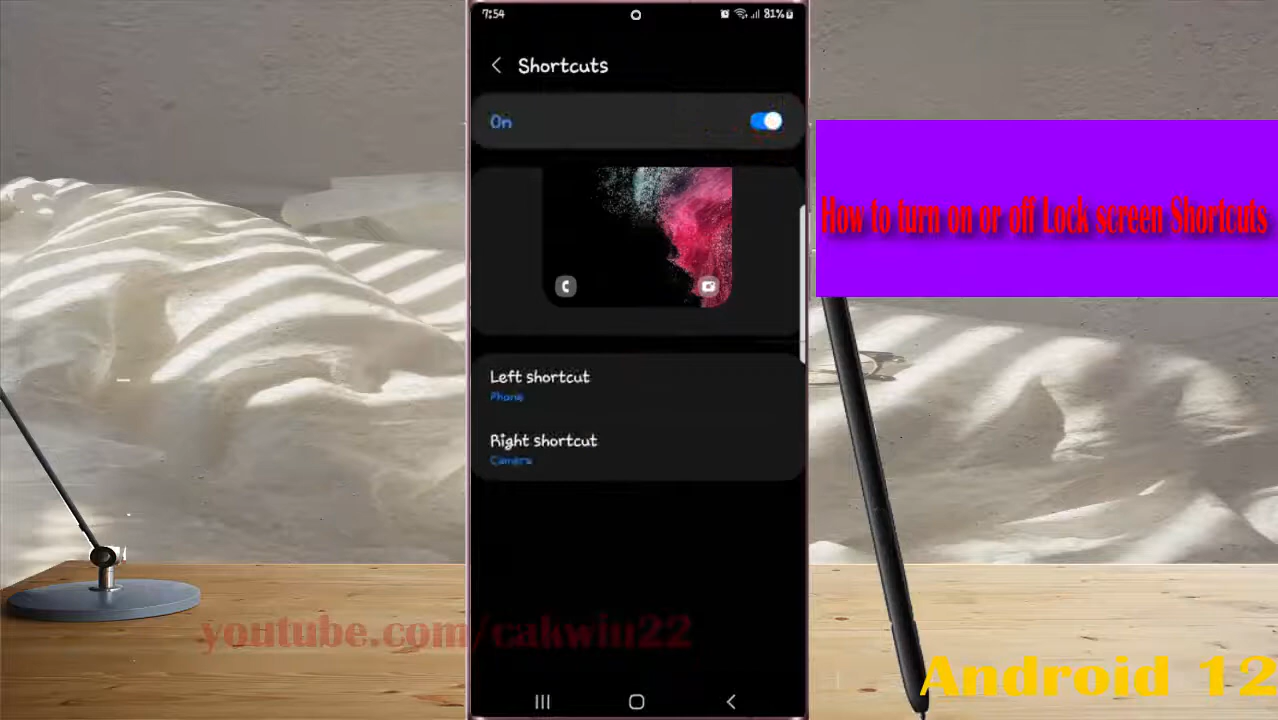 7:54
81%
Shortcuts
On
Left shortcut
Phone
Right shortcut
Camera
How to turn on or off Lock screen Shortcuts
youtube.com/cakwiu22
Android 12